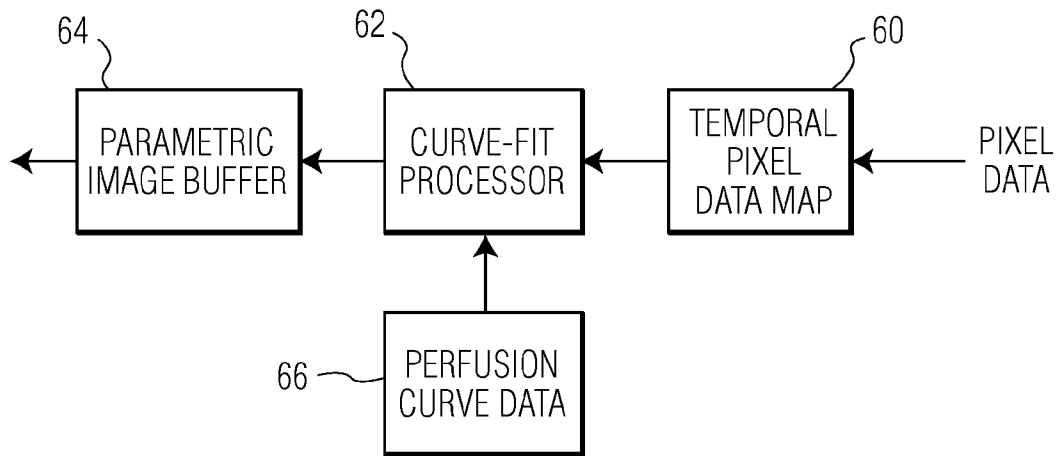 64
62
60
PARAMETRIC
IMAGE BUFFER
CURVE-FIT
PROCESSOR
TEMPORAL
PIXEL
DATA MAP
PIXEL
DATA
66
PERFUSION
CURVE DATA